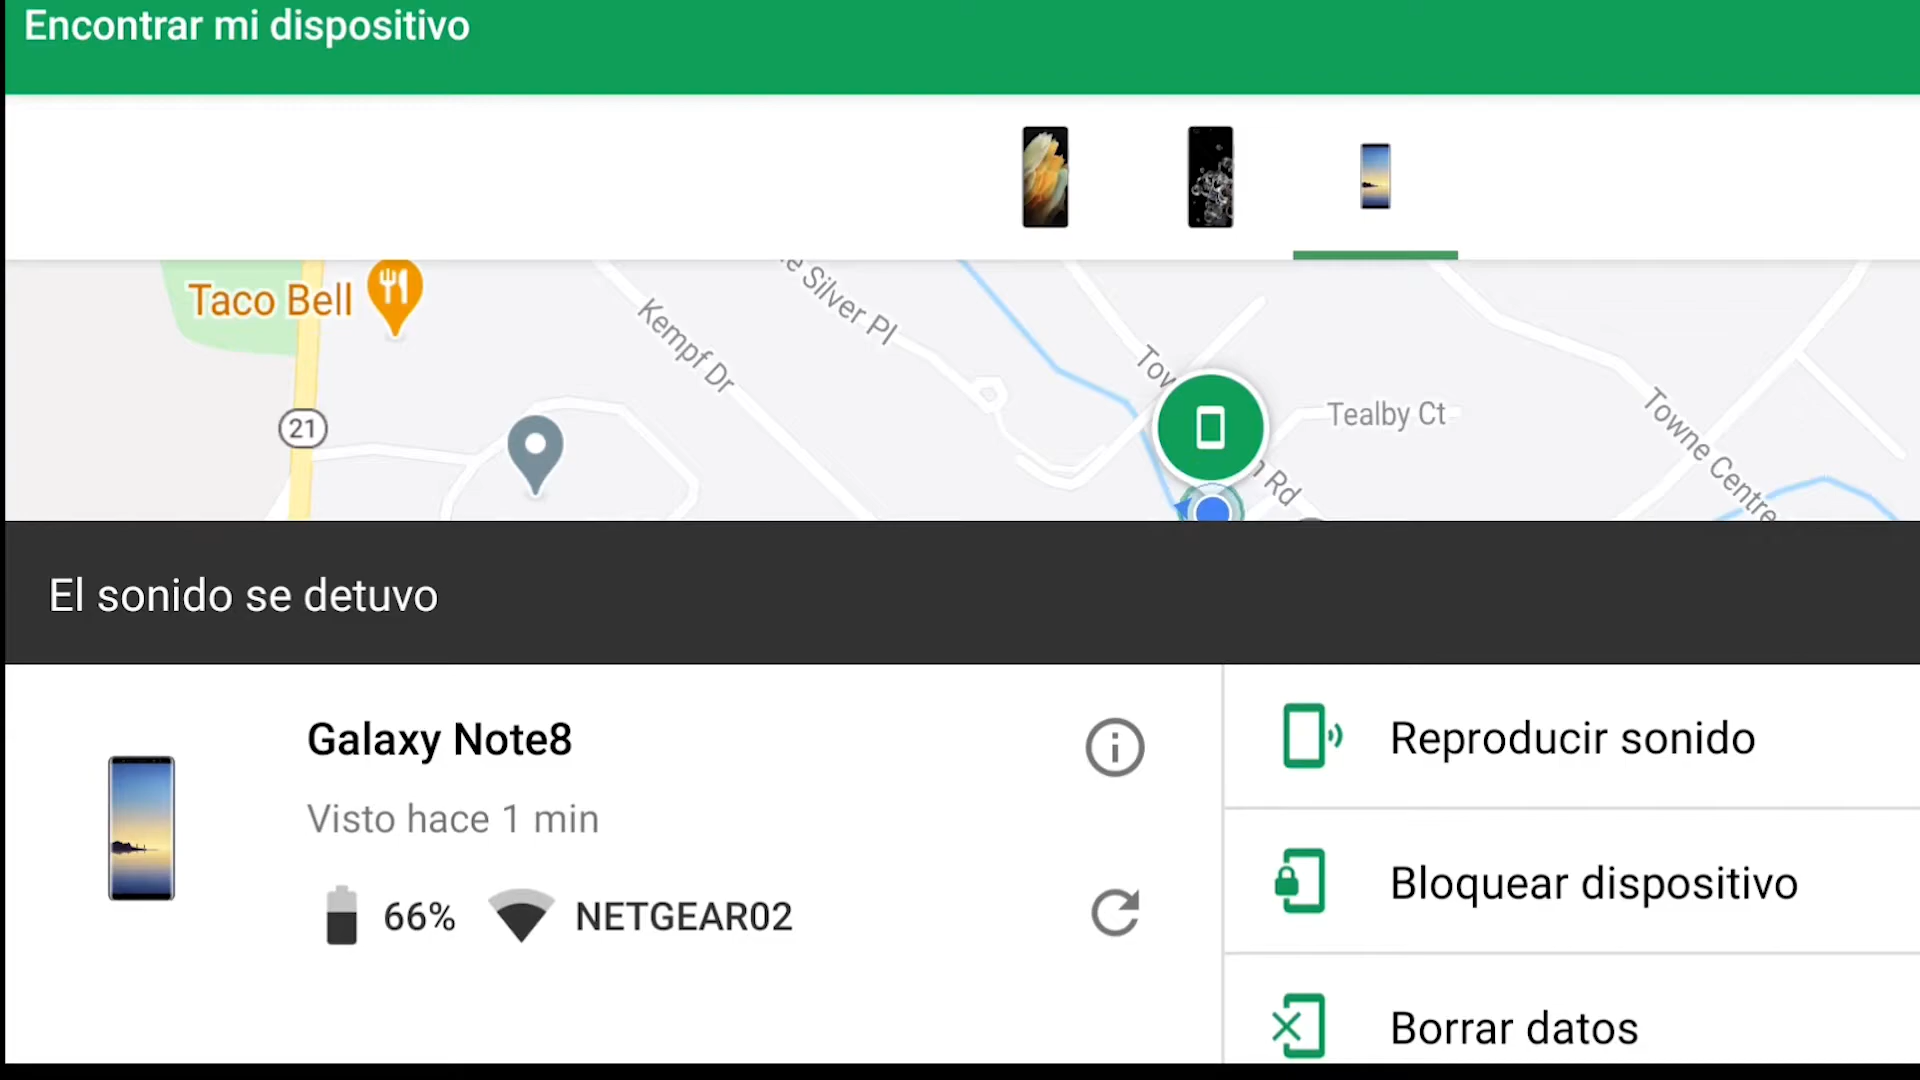 Encontrar mi dispositivo
Taco Bell
21
Kempf Dr
e Silver Pl
Tow
n Rd
Tealby Ct
Towne Centre
El sonido se detuvo
Galaxy Note8
Visto hace 1 min
66%
NETGEAR02
Reproducir sonido
Bloquear dispositivo
Borrar datos